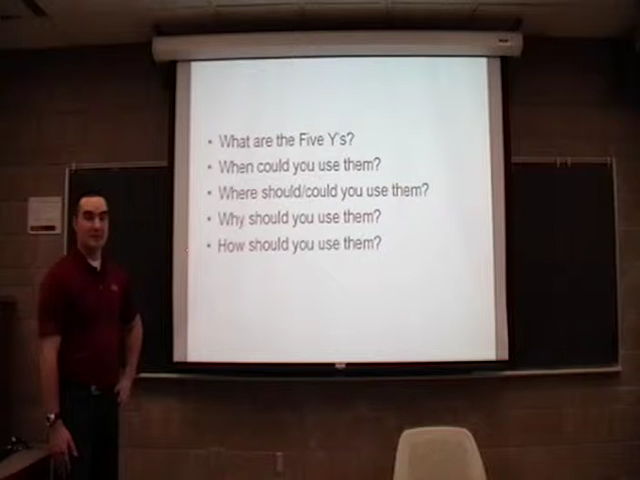 • What are the Five Y's?
• When could you use them?
• Where should/could you use them?
• Why should you use them?
• How should you use them?